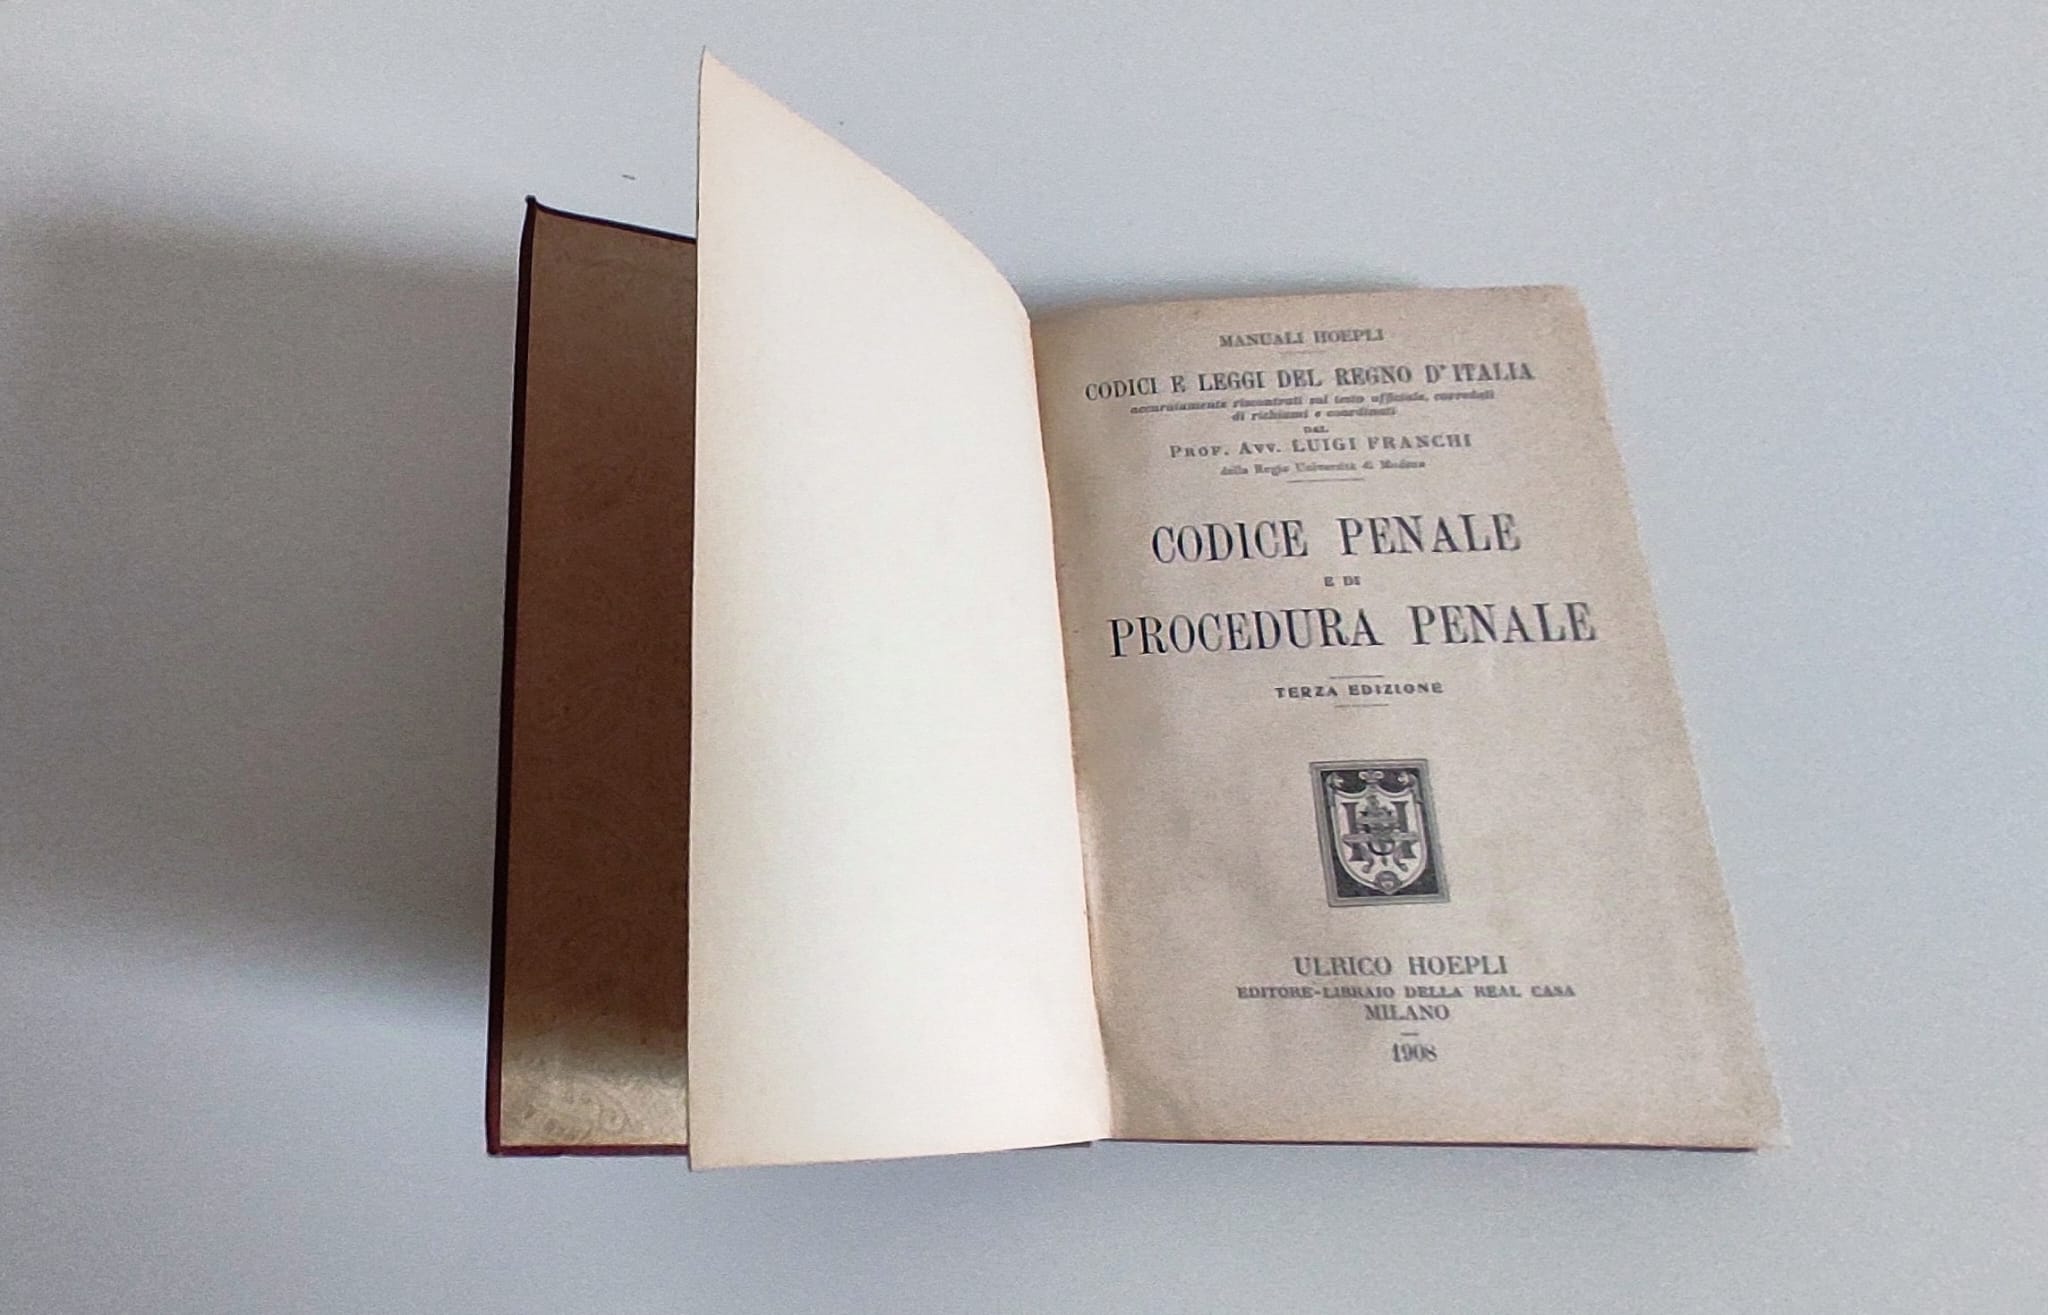 MANUALI HOEPLI
CODICI E LEGGI DEL REGNO D'ITALIA
accuratamente riscontrati sul testo ufficiale, corredati
di richiami e coordinati
DAL
PROF. AVV. LUIGI FRANCHI
della Regia Università di Modena
CODICE PENALE
E DI
PROCEDURA PENALE
TERZA EDIZIONE
ULRICO HOEPLI
EDITORE-LIBRAIO DELLA REAL CASA
MILANO
1908